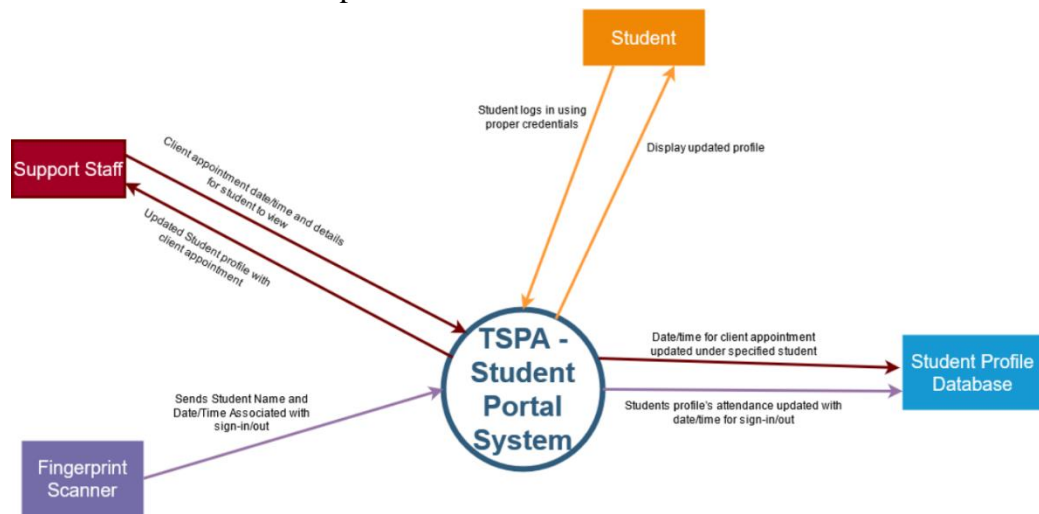 Student
Student logs in using
proper credentials
Display updated profile
Support Staff
Client appointment date/time and details
for student to view
Updated Student profile with
client appointment
TSPA -
Student
Portal
System
Date/time for client appointment
updated under specified student
Student Profile
Database
Students profile's attendance updated with
date/time for sign-in/out
Sends Student Name and
Date/Time Associated with
sign-in/out
Fingerprint
Scanner